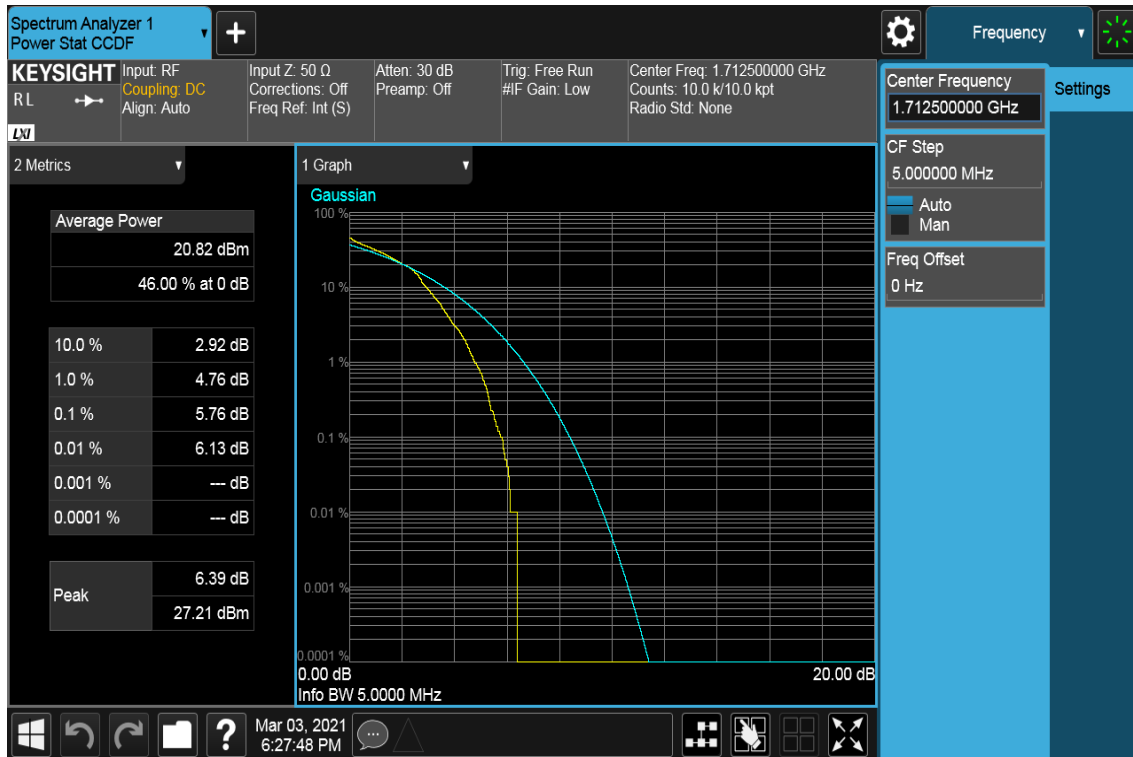 Spectrum Analyzer 1
Power Stat CCDF
+
Frequency
KEYSIGHT
R L
LXI
Input: RF
Coupling: DC
Align: Auto
Input Z: 50 Ω
Corrections: Off
Freq Ref: Int (S)
Atten: 30 dB
Preamp: Off
Trig: Free Run
#IF Gain: Low
Center Freq: 1.712500000 GHz
Counts: 10.0 k/10.0 kpt
Radio Std: None
Center Frequency
1.712500000 GHz
Settings
CF Step
5.000000 MHz
Auto
Man
Freq Offset
0 Hz
2 Metrics
Average Power
20.82 dBm
46.00 % at 0 dB
10.0 % 2.92 dB
1.0 % 4.76 dB
0.1 % 5.76 dB
0.01 % 6.13 dB
0.001 % --- dB
0.0001 % --- dB
Peak
6.39 dB
27.21 dBm
1 Graph
Gaussian
100 %
10 %
1 %
0.1 %
0.01 %
0.001 %
0.0001 %
0.00 dB 20.00 dB
Info BW 5.0000 MHz
?
Mar 03, 2021
6:27:48 PM